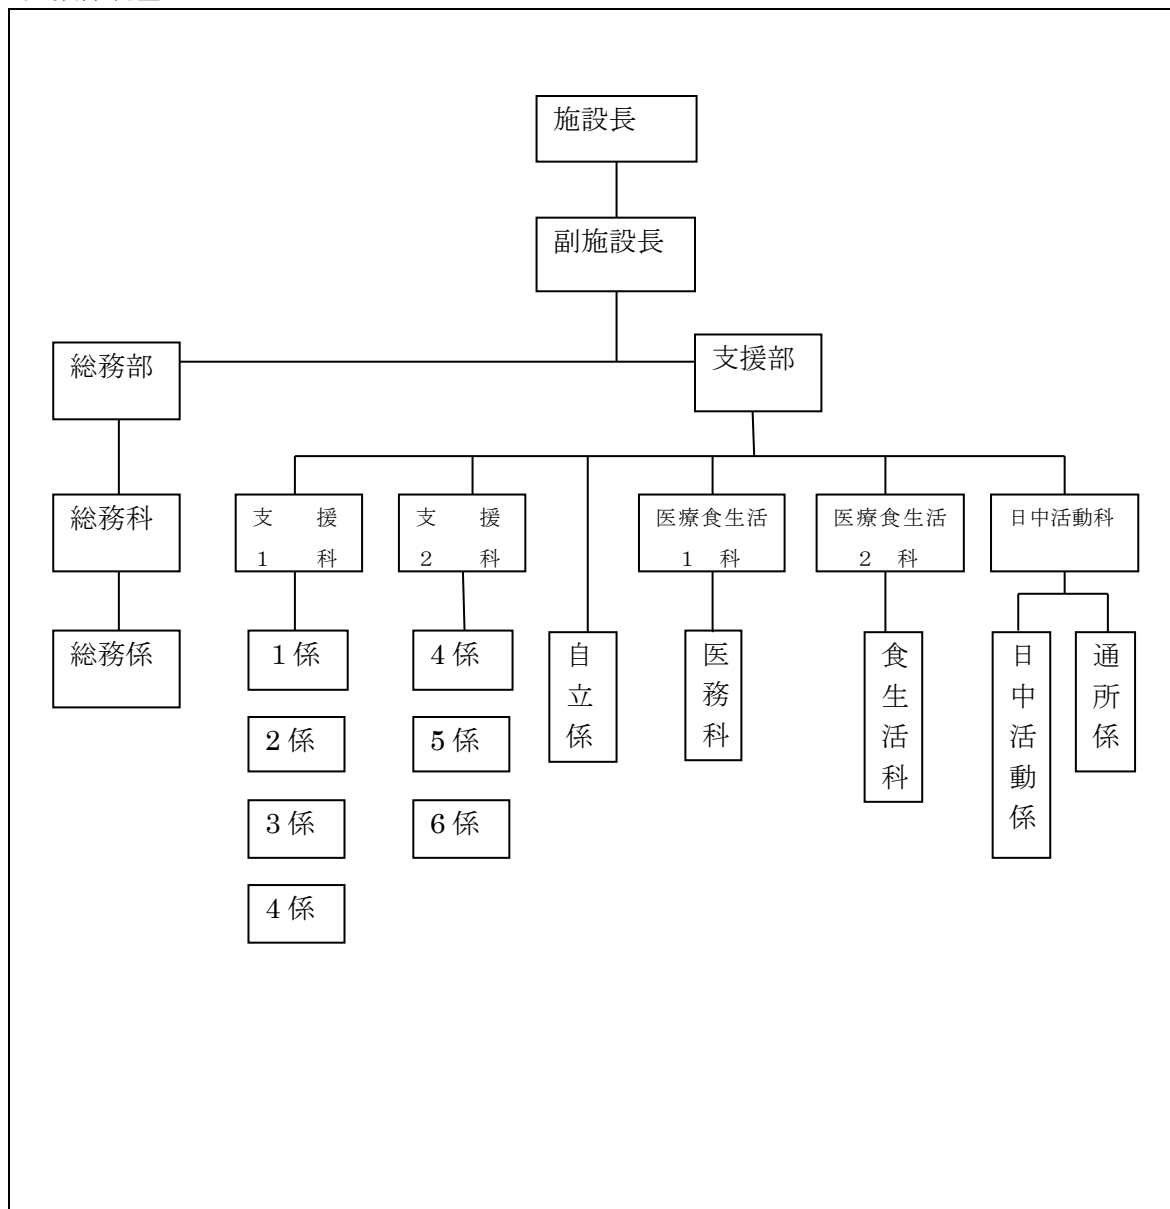 施設長
副施設長
総務部
支援部
総務科
支 援
1 科
支 援
2 科
医療食生活
1 科
医療食生活
2 科
日中活動科
総務係
1係
2係
3係
4係
4係
5係
6係
自立係
医務科
食生活科
日中活動係
通所係